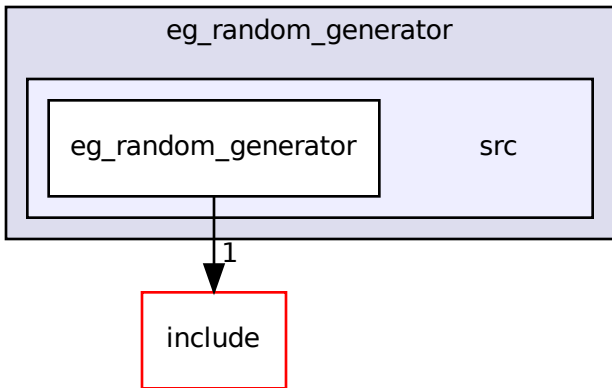 eg_random_generator
eg_random_generator
src
1
include